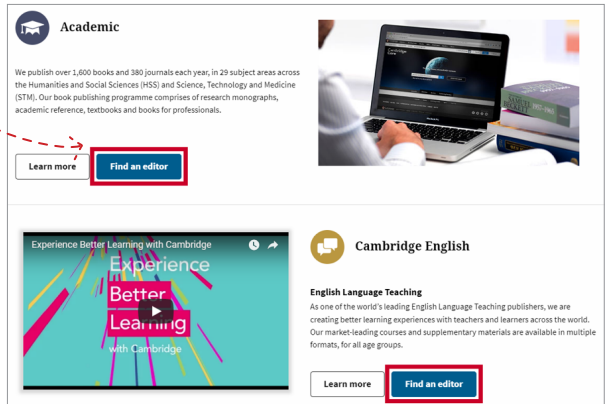 Academic
We publish over 1,600 books and 380 journals each year, in 29 subject areas across
the Humanities and Social Sciences (HSS) and Science, Technology and Medicine
(STM). Our book publishing programme comprises of research monographs,
academic reference, textbooks and books for professionals.
Learn more
Find an editor
Experience Better Learning with Cambridge
Experience
Better
Learning
with Cambridge
Cambridge English
English Language Teaching
As one of the world's leading English Language Teaching publishers, we are
creating better learning experiences with teachers and learners across the world.
Our market-leading courses and supplementary materials are available in multiple
formats, for all age groups.
Learn more
Find an editor